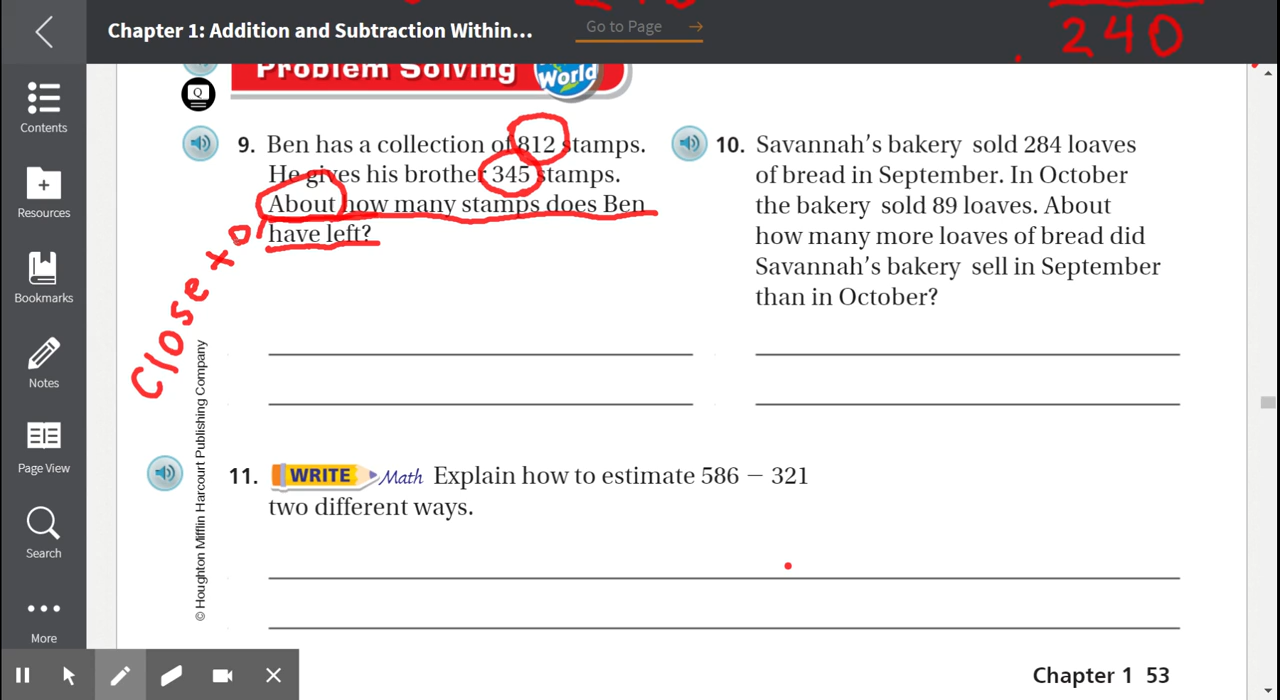 Chapter 1: Addition and Subtraction Within...
Go to Page
240
Contents
Resources
Bookmarks
Notes
Page View
Search
More
Problem Solving
World
Q
9. Ben has a collection of 812 stamps.
He gives his brother 345 stamps.
About how many stamps does Ben
have left?
Close to
10. Savannah's bakery sold 284 loaves
of bread in September. In October
the bakery sold 89 loaves. About
how many more loaves of bread did
Savannah's bakery sell in September
than in October?
© Houghton Mifflin Harcourt Publishing Company
11. WRITE Math Explain how to estimate 586 − 321
two different ways.
Chapter 1 53